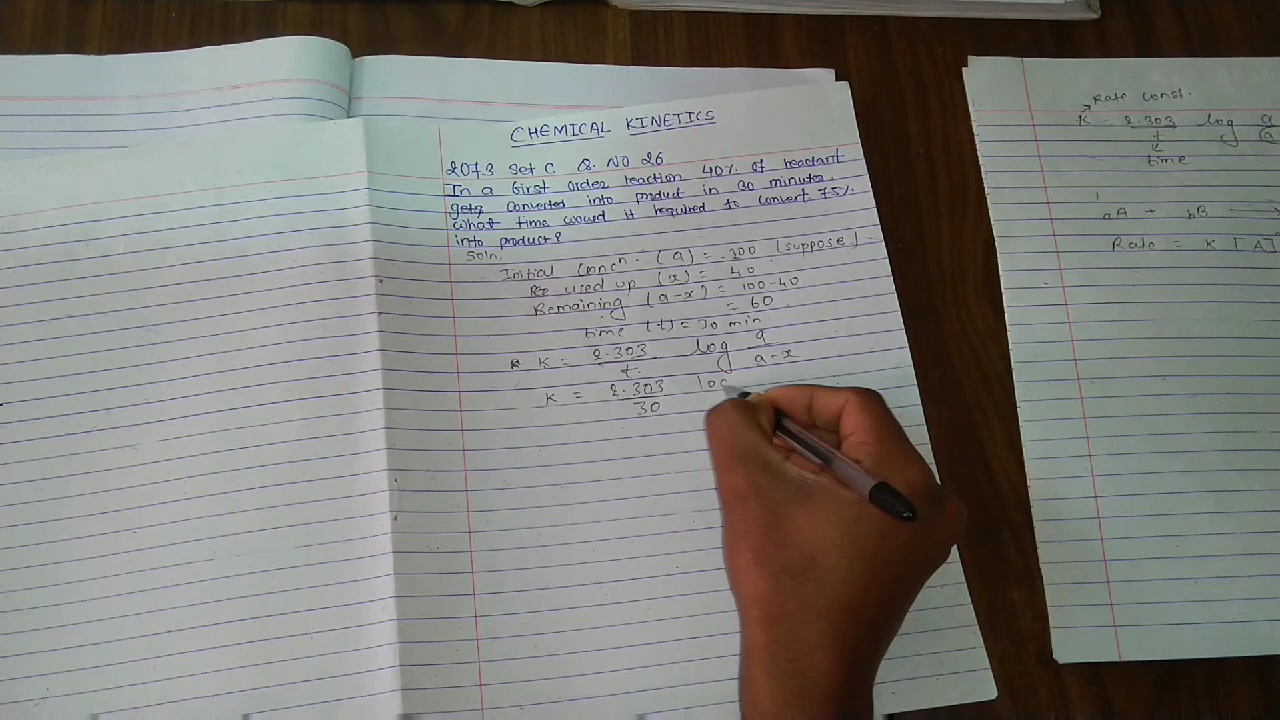 CHEMICAL KINETICS
2073 Set C Q. NO 26
In a first order reaction 40% of reactant
gets converted into product in 30 minutes.
what time would it required to convert 75%
into product?
Soln.
Initial concn. (a) = 100 (suppose)
used up (x) = 40
Remaining (a-x) = 100-40
= 60
time (t) = 30 min
K = 2.303 log a
t. a-x
K = 2.303 log
30
Rate const.
K = 2.303 log a
t (a
time
aA + bB →
Rate = K [A]